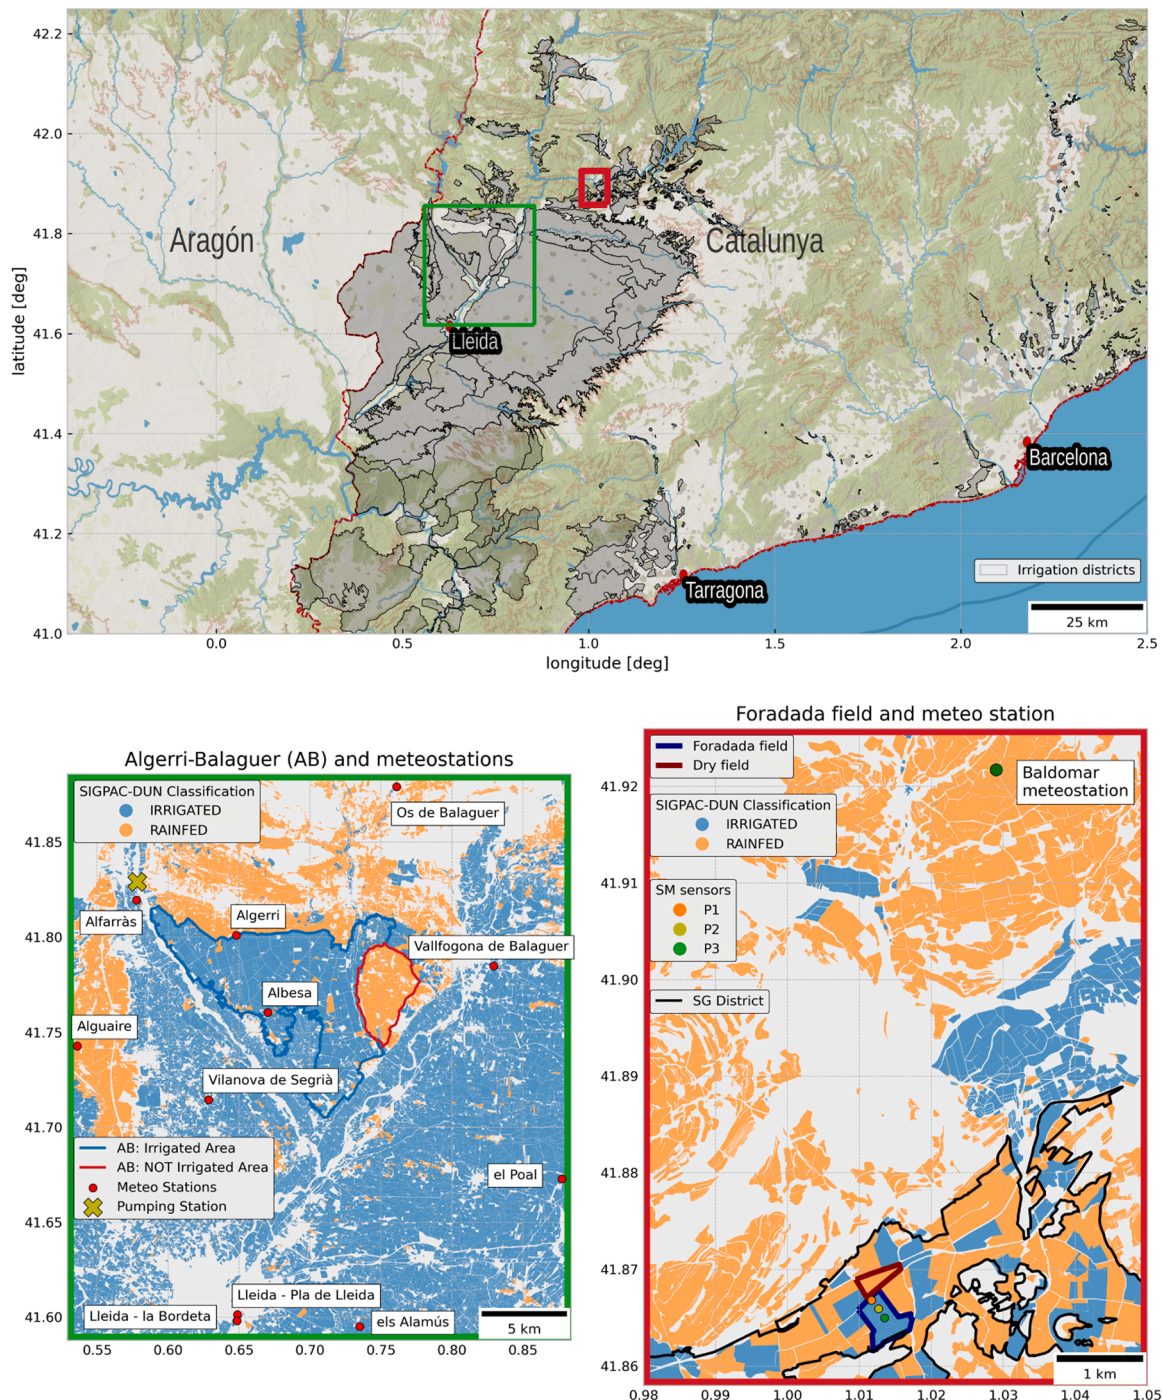 42.2
42.0
41.8
41.6
41.4
41.2
41.0
latitude [deg]
Aragón
Catalunya
Lleida
Barcelona
Tarragona
Irrigation districts
25 km
0.0
0.5
1.0
1.5
2.0
2.5
longitude [deg]
Algerri-Balaguer (AB) and meteostations
SIGPAC-DUN Classification
IRRIGATED
RAINFED
Os de Balaguer
Alfarràs
Algerri
Vallfogona de Balaguer
Albesa
Alguaire
Vilanova de Segrià
AB: Irrigated Area
AB: NOT Irrigated Area
Meteo Stations
Pumping Station
el Poal
Lleida - Pla de Lleida
Lleida - la Bordeta
els Alamús
5 km
41.85
41.80
41.75
41.70
41.65
41.60
0.55
0.60
0.65
0.70
0.75
0.80
0.85
Foradada field and meteo station
Foradada field
Dry field
SIGPAC-DUN Classification
IRRIGATED
RAINFED
SM sensors
P1
P2
P3
SG District
Baldomar
meteostation
1 km
41.92
41.91
41.90
41.89
41.88
41.87
41.86
0.98
0.99
1.00
1.01
1.02
1.03
1.04
1.05